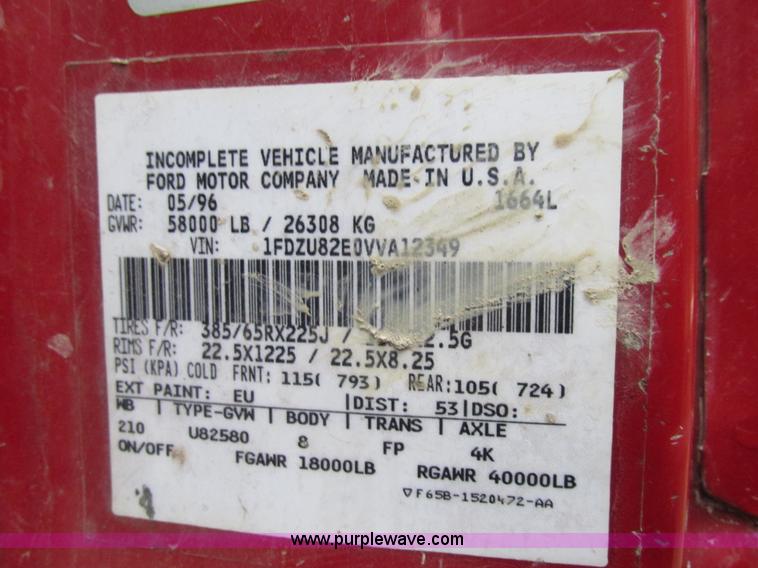 INCOMPLETE VEHICLE MANUFACTURED BY
FORD MOTOR COMPANY MADE IN U.S.A.
DATE: 05/96 1664L
GVWR: 58000 LB / 26308 KG
VIN: 1FDZU82E0VVA12349
TIRES F/R: 385/65RX225J /
RIMS F/R: 22.5X1225 / 22.5X8.25
PSI (KPA) COLD FRNT: 115( 793) REAR: 105( 724)
EXT PAINT: EU |DIST: 53|DSO:
WB | TYPE-GVW | BODY | TRANS | AXLE
210 U82580 8 FP 4K
ON/OFF FGAWR 18000LB RGAWR 40000LB
▽F65B-1520472-AA
www.purplewave.com